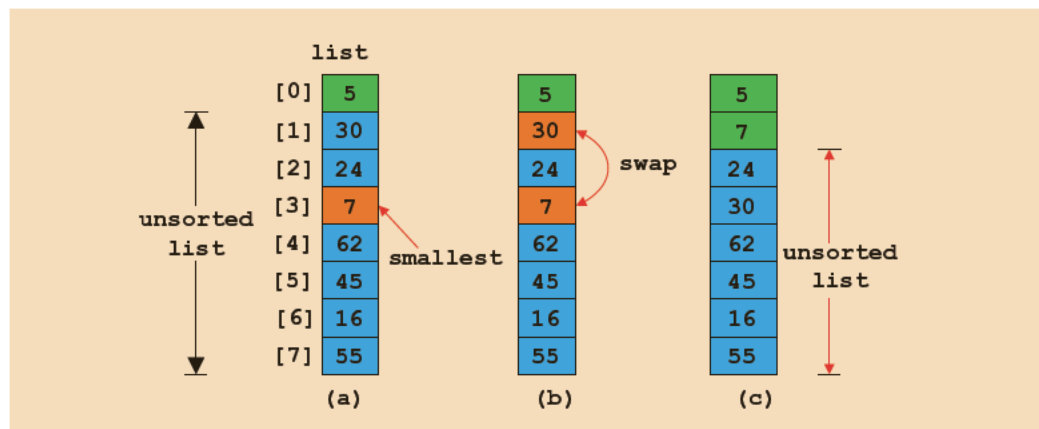 list
[0] 5 5 5
[1] 30 30 7
[2] 24 24 24
swap
[3] 7 7 30
unsorted
list
[4] 62 62 62
smallest
unsorted
list
[5] 45 45 45
[6] 16 16 16
[7] 55 55 55
(a) (b) (c)